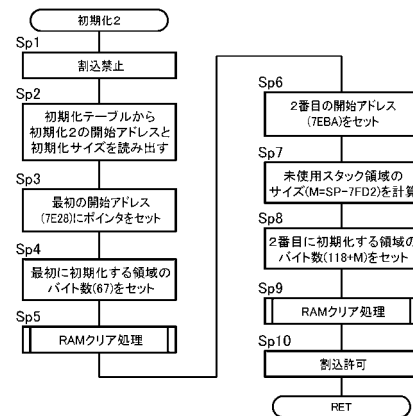 初期化2
Sp1
割込禁止
Sp2
初期化テーブルから
初期化2の開始アドレスと
初期化サイズを読み出す
Sp3
最初の開始アドレス
(7E28)にポインタをセット
Sp4
最初に初期化する領域の
バイト数(67)をセット
Sp5
RAMクリア処理
Sp6
2番目の開始アドレス
(7EBA)をセット
Sp7
未使用スタック領域の
サイズ(M=SP-7FD2)を計算
Sp8
2番目に初期化する領域の
バイト数(118+M)をセット
Sp9
RAMクリア処理
Sp10
割込許可
RET